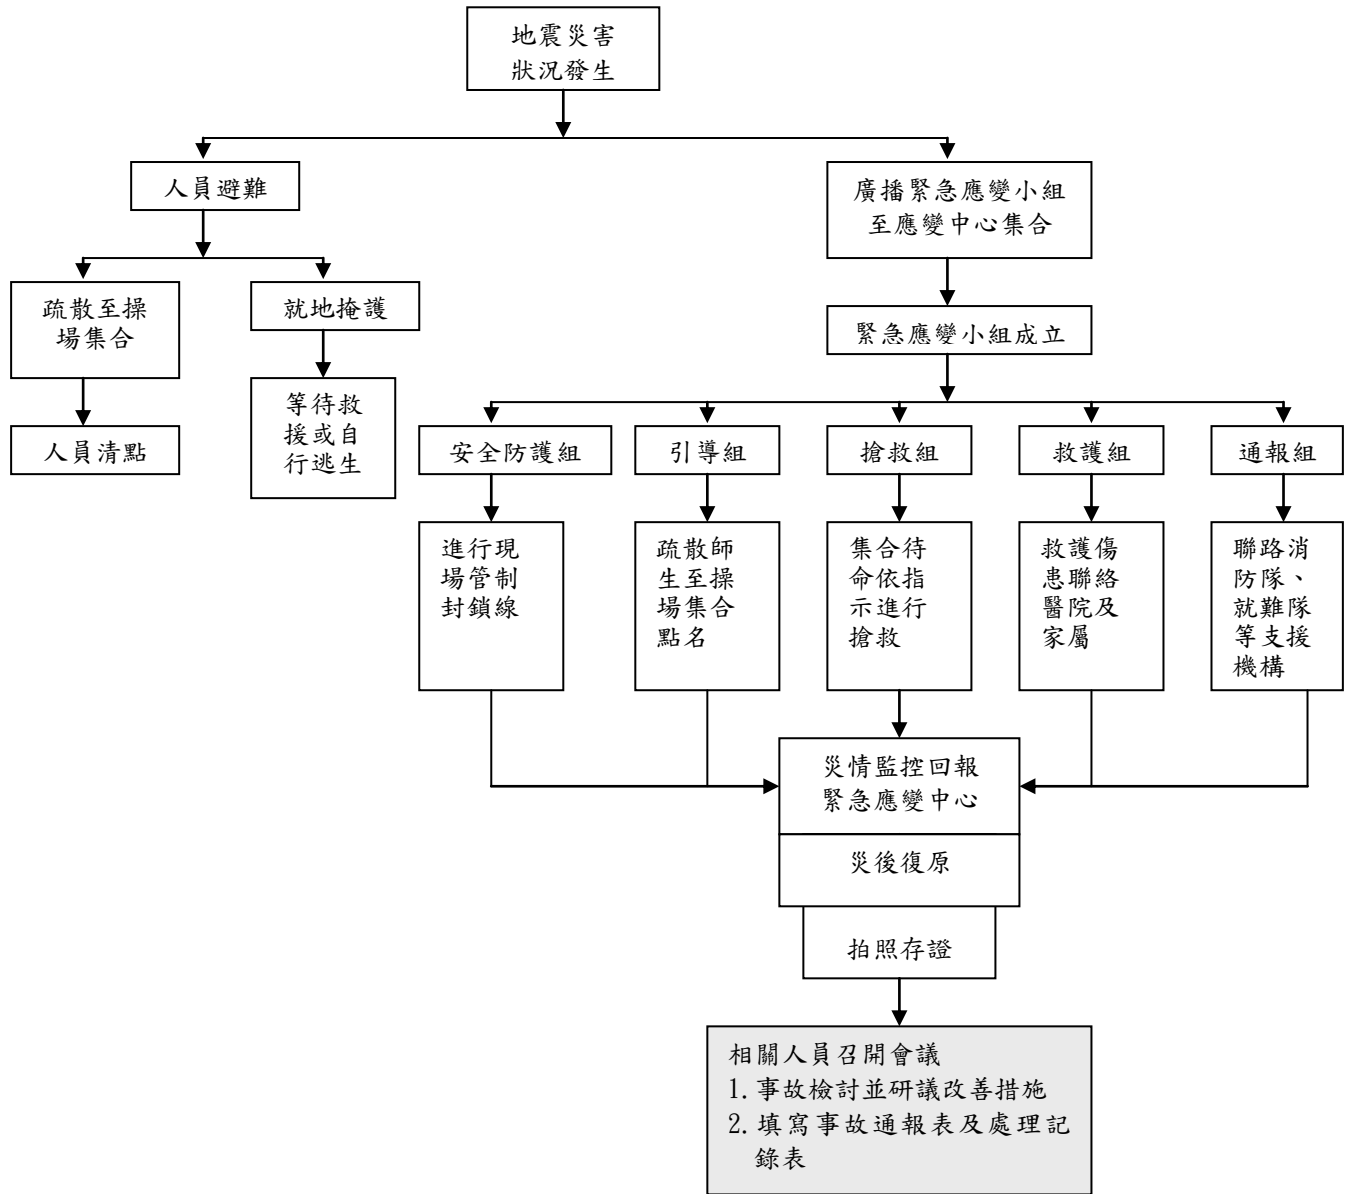 地震災害
狀況發生
人員避難
廣播緊急應變小組
至應變中心集合
疏散至操
場集合
就地掩護
緊急應變小組成立
人員清點
等待救
援或自
行逃生
安全防護組
引導組
搶救組
救護組
通報組
進行現
場管制
封鎖線
疏散師
生至操
場集合
點名
集合待
命依指
示進行
搶救
救護傷
患聯絡
醫院及
家屬
聯路消
防隊、
就難隊
等支援
機構
災情監控回報
緊急應變中心
災後復原
拍照存證
相關人員召開會議
1.事故檢討並研議改善措施
2.填寫事故通報表及處理記
錄表